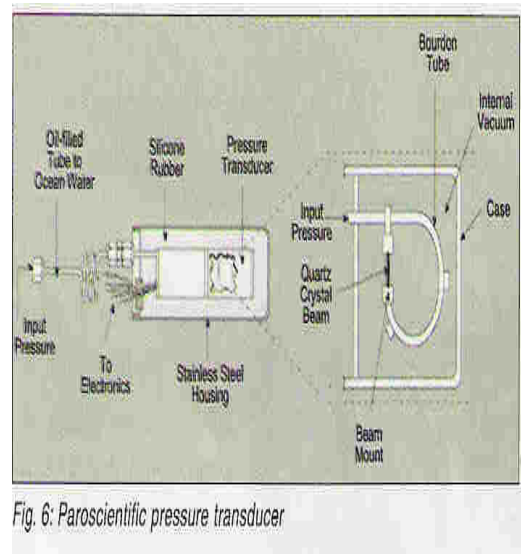 Bourdon
Tube
Internal
Vacuum
Oil-filled
Tube to
Ocean Water
Silicone
Rubber
Pressure
Transducer
Input
Pressure
Case
Quartz
Crystal
Beam
Input
Pressure
To
Electronics
Stainless Steel
Housing
Beam
Mount
Fig. 6: Paroscientific pressure transducer